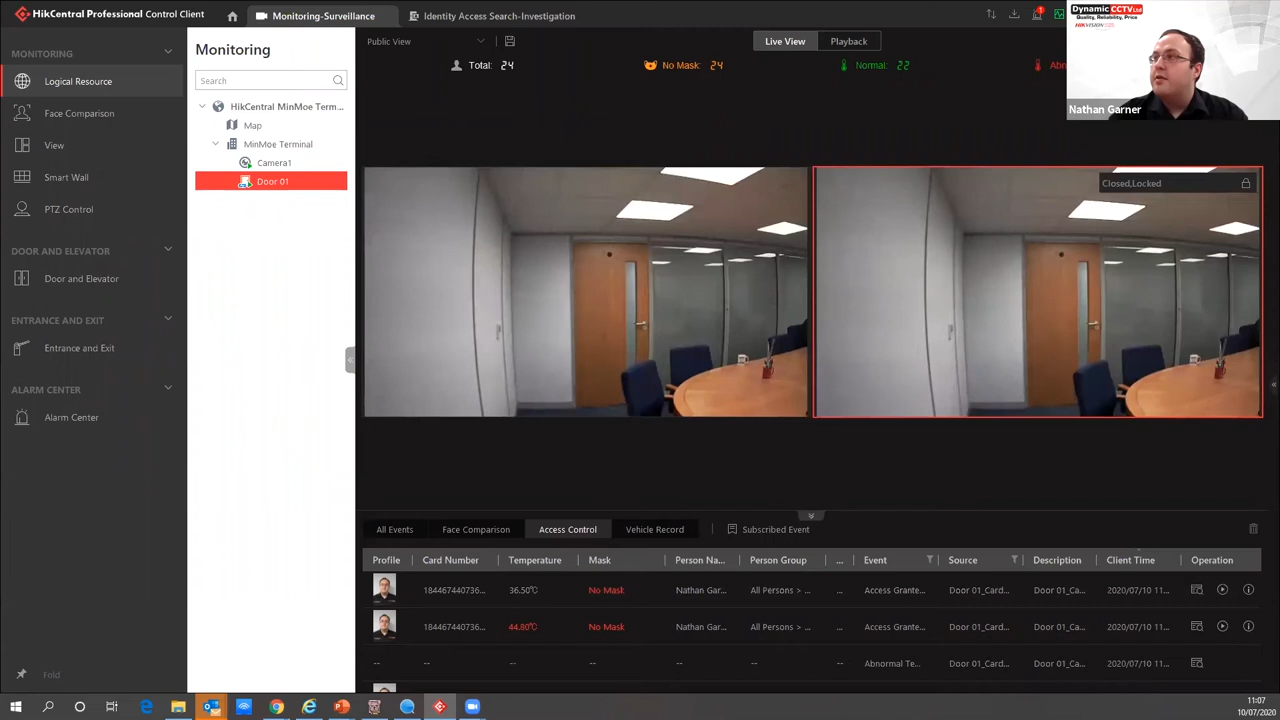 HikCentral Professional Control Client
Monitoring-Surveillance
Identity Access Search-Investigation
1
Dynamic CCTV Ltd
Quality, Reliability, Price
HIKVISION
Nathan Garner
MONITORING
Logical Resource
Face Comparison
View
Smart Wall
PTZ Control
DOOR AND ELEVATOR
Door and Elevator
ENTRANCE AND EXIT
Entrance and Exit
ALARM CENTER
Alarm Center
Fold
Monitoring
Search
HikCentral MinMoe Term...
Map
MinMoe Terminal
Camera1
Door 01
Public View
Live View Playback
Total: 24 No Mask: 24 Normal: 22
Closed,Locked
All Events Face Comparison Access Control Vehicle Record Subscribed Event
Profile Card Number Temperature Mask Person Na... Person Group ... Event Source Description Client Time Operation
184467440736... 36.50℃ No Mask Nathan Gar... All Persons > ... ... Access Grante... Door 01_Card... Door 01_Ca... 2020/07/10 11...
184467440736... 44.80℃ No Mask Nathan Gar... All Persons > ... ... Access Grante... Door 01_Card... Door 01_Ca... 2020/07/10 11...
-- -- -- -- -- -- ... Abnormal Te... Door 01_Card... Door 01_Ca... 2020/07/10 11...
11:07
10/07/2020